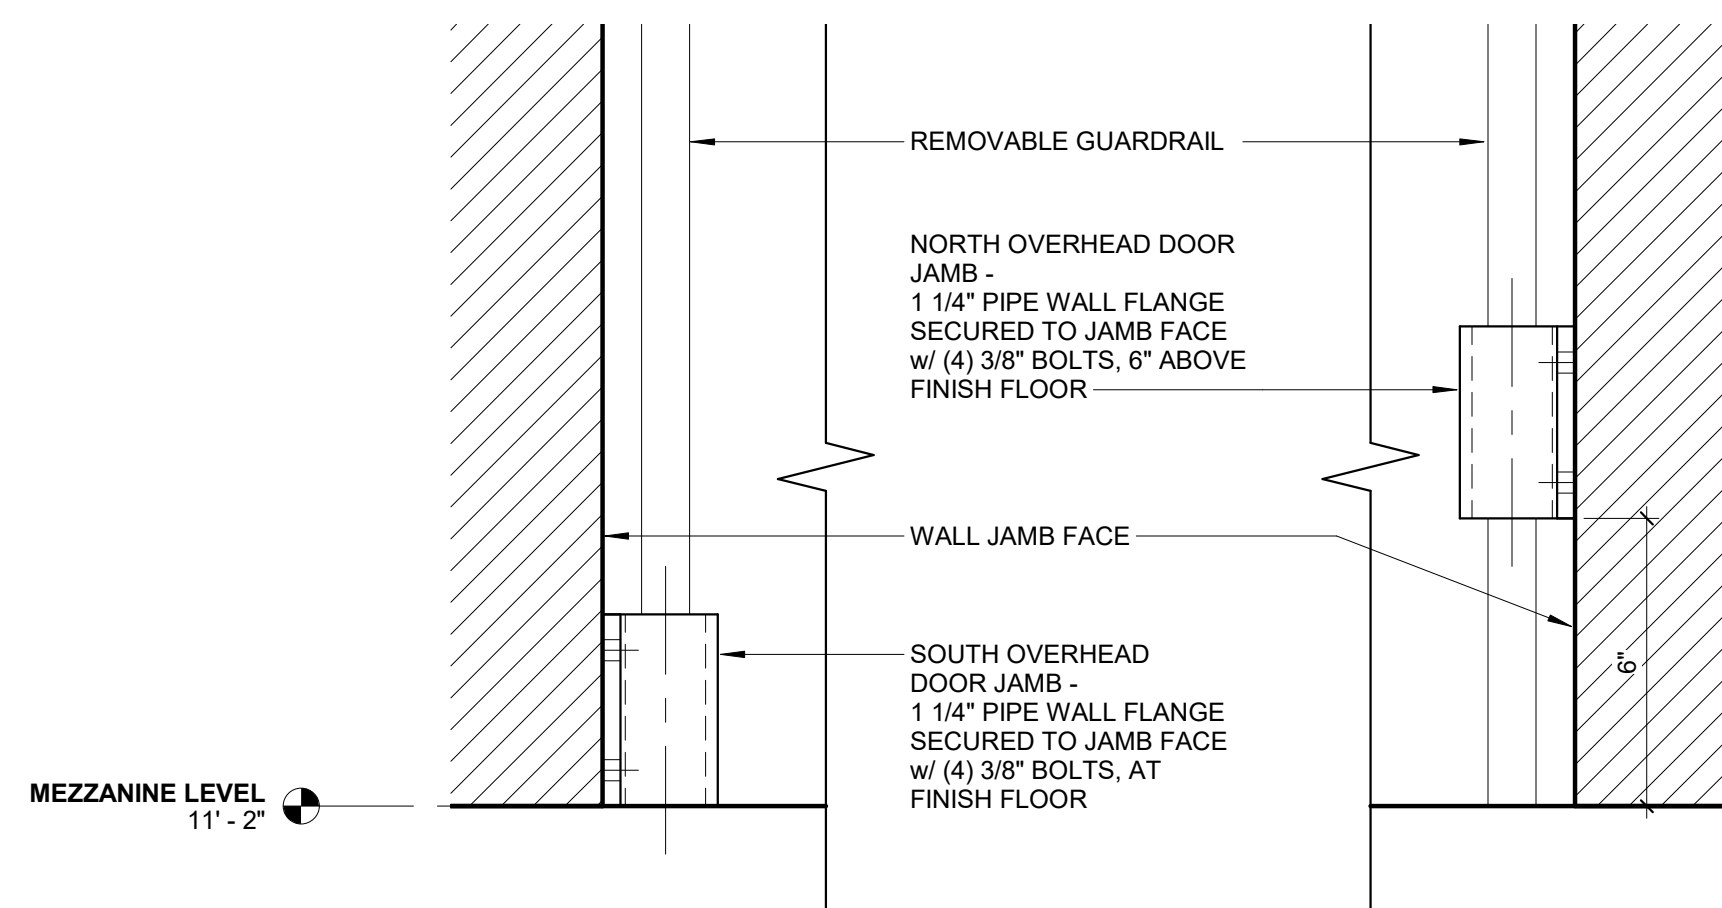 REMOVABLE GUARDRAIL
NORTH OVERHEAD DOOR
JAMB -
1 1/4" PIPE WALL FLANGE
SECURED TO JAMB FACE
w/ (4) 3/8" BOLTS, 6" ABOVE
FINISH FLOOR
WALL JAMB FACE
SOUTH OVERHEAD
DOOR JAMB -
1 1/4" PIPE WALL FLANGE
SECURED TO JAMB FACE
w/ (4) 3/8" BOLTS, AT
FINISH FLOOR
6"
MEZZANINE LEVEL
11' - 2"